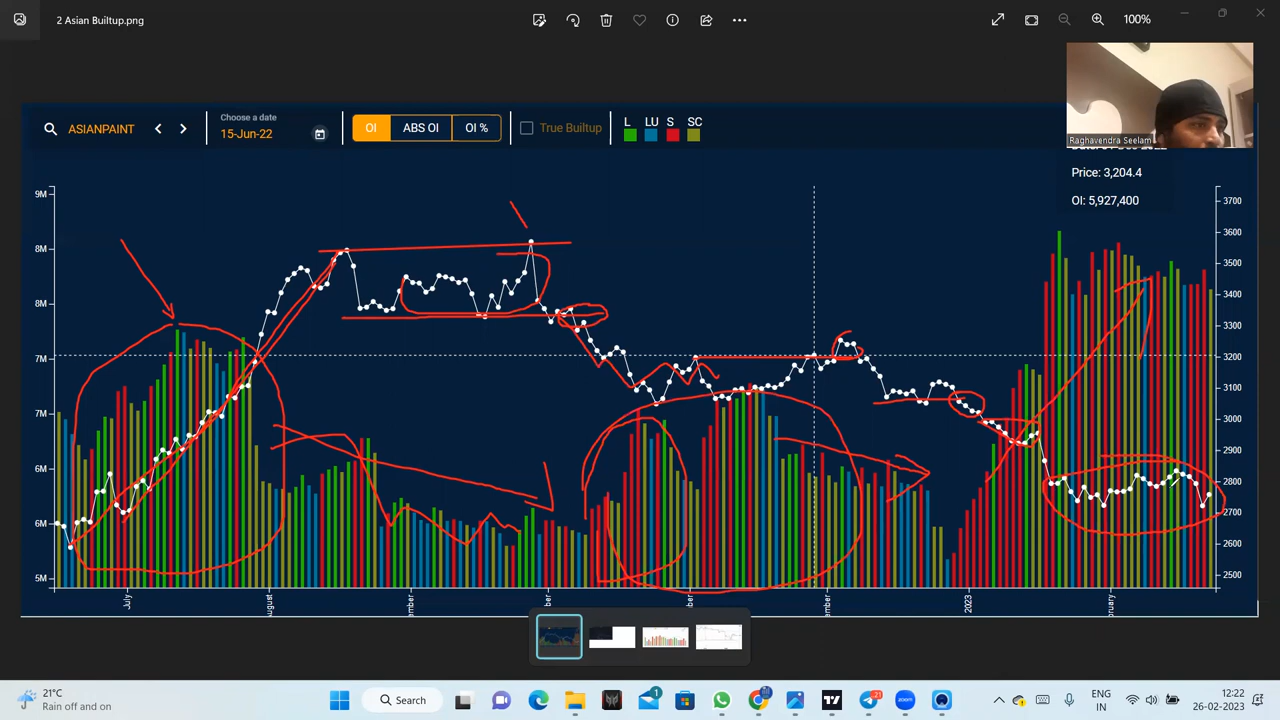 2 Asian Builtup.png
100%
Raghavendra Seelam
ASIANPAINT
Choose a date
15-Jun-22
OI
ABS OI
OI %
True Builtup
L LU S SC
Price: 3,204.4
OI: 5,927,400
9M
8M
8M
7M
7M
6M
6M
5M
3700
3600
3500
3400
3300
3200
3100
3000
2900
2800
2700
2600
2500
July
2023
21°C
Rain off and on
Search
1
21
ENG
IN
12:22
26-02-2023